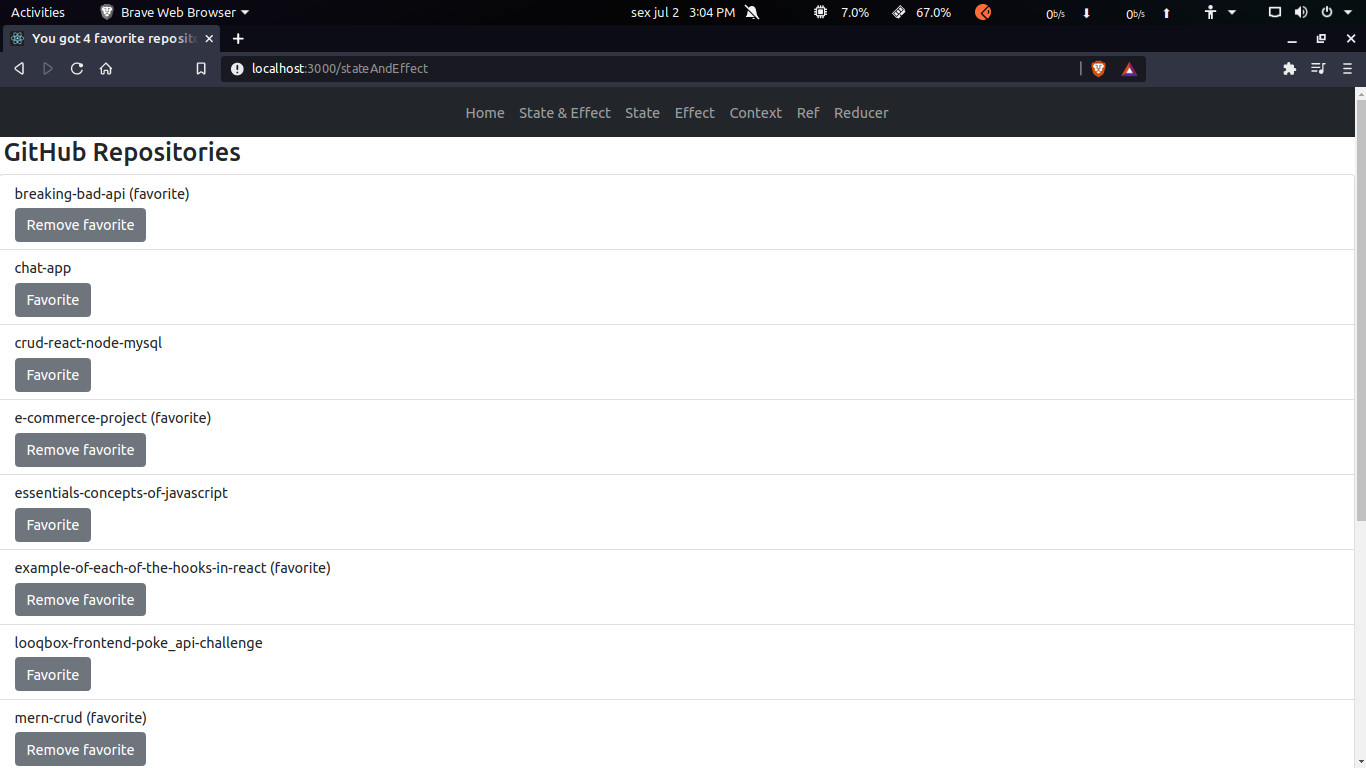 Activities Brave Web Browser sex jul 2 3:04 PM 7.0% 67.0% 0b/s 0b/s
You got 4 favorite reposit
localhost:3000/stateAndEffect
Home State & Effect State Effect Context Ref Reducer
GitHub Repositories
breaking-bad-api (favorite)
Remove favorite
chat-app
Favorite
crud-react-node-mysql
Favorite
e-commerce-project (favorite)
Remove favorite
essentials-concepts-of-javascript
Favorite
example-of-each-of-the-hooks-in-react (favorite)
Remove favorite
looqbox-frontend-poke_api-challenge
Favorite
mern-crud (favorite)
Remove favorite